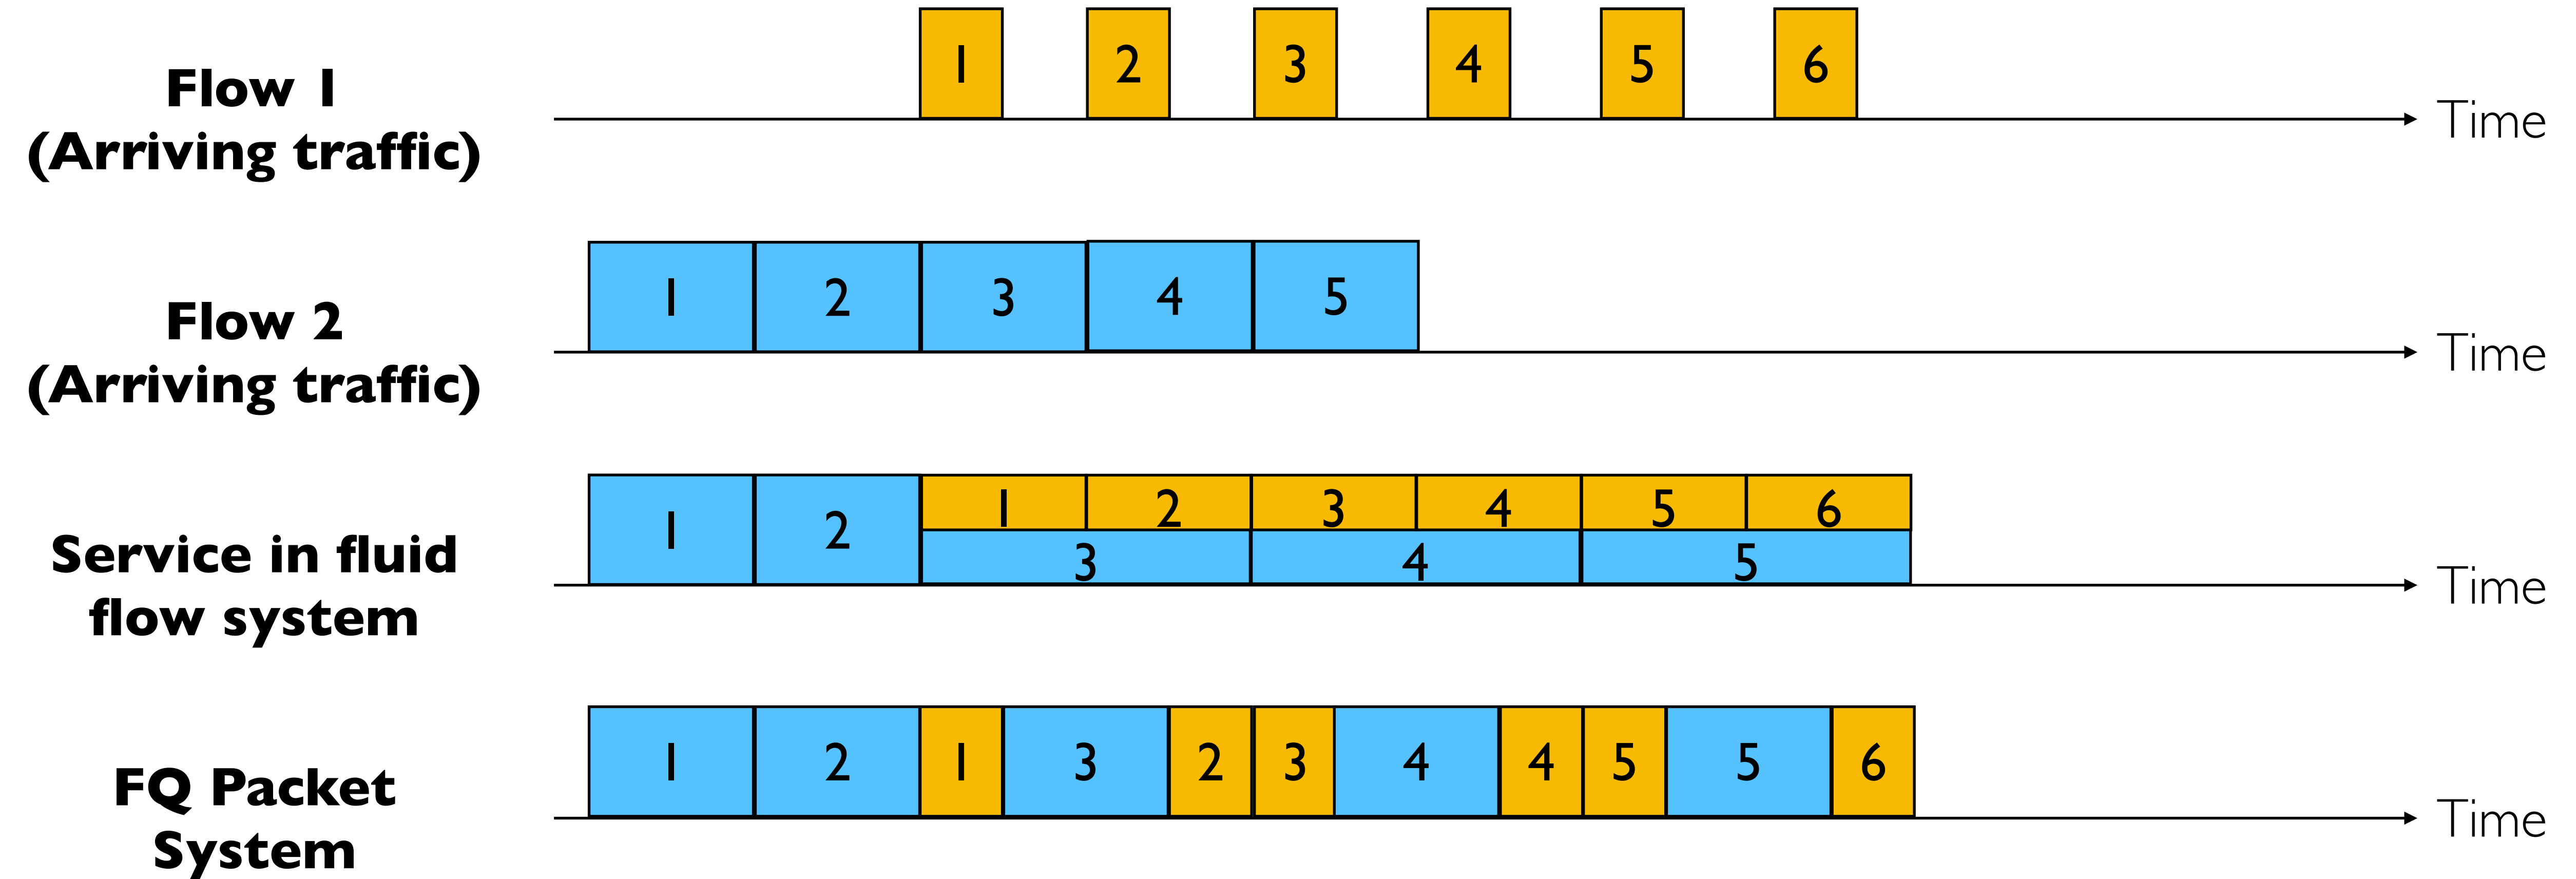 1 2 3 4 5 6
Flow 1
(Arriving traffic)
Time
1 2 3 4 5
Flow 2
(Arriving traffic)
Time
1 2 1 2 3 4 5 6
3 4 5
Service in fluid
flow system
Time
1 2 1 3 2 3 4 4 5 5 6
FQ Packet
System
Time